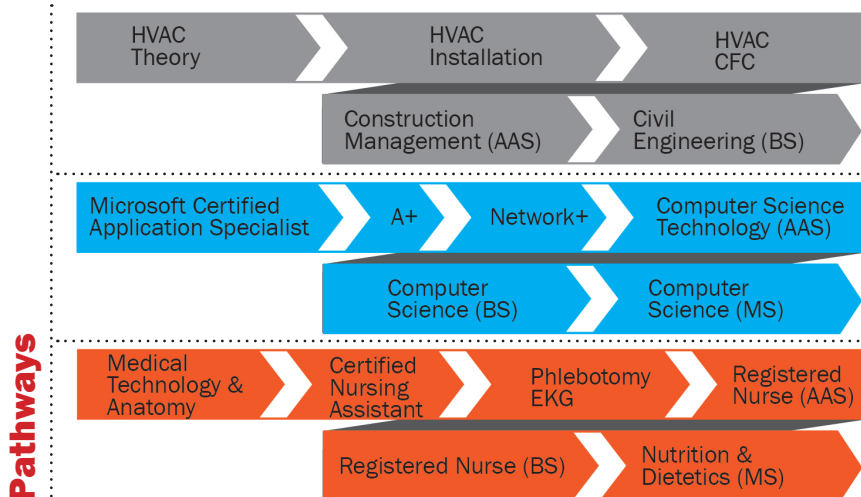 HVAC
Theory
HVAC
Installation
HVAC
CFC
Construction
Management (AAS)
Civil
Engineering (BS)
Microsoft Certified
Application Specialist
A+
Network+
Computer Science
Technology (AAS)
Computer
Science (BS)
Computer
Science (MS)
Medical
Technology &
Anatomy
Certified
Nursing
Assistant
Phlebotomy
EKG
Registered
Nurse (AAS)
Registered Nurse (BS)
Nutrition &
Dietetics (MS)
Pathways